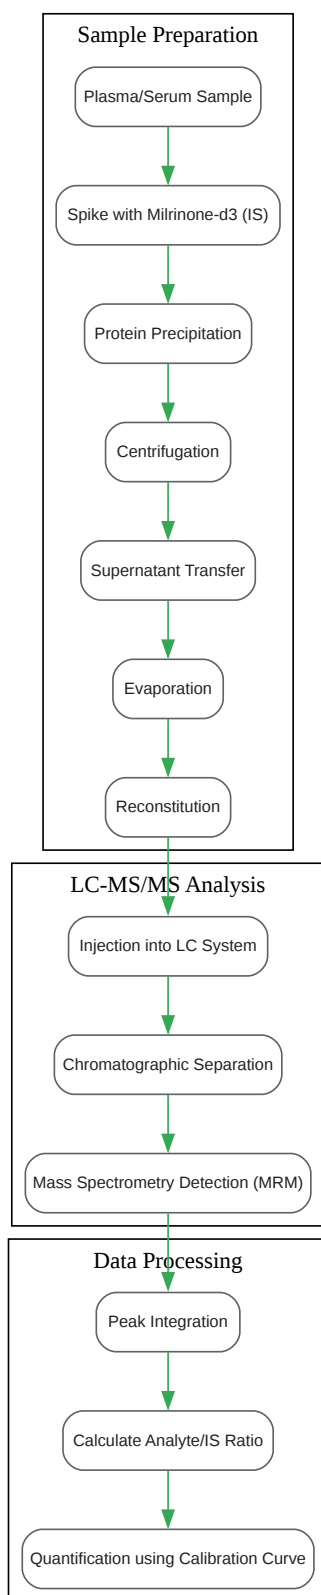 Sample Preparation
Plasma/Serum Sample
Spike with Milrinone-d3 (IS)
Protein Precipitation
Centrifugation
Supernatant Transfer
Evaporation
Reconstitution
LC-MS/MS Analysis
Injection into LC System
Chromatographic Separation
Mass Spectrometry Detection (MRM)
Data Processing
Peak Integration
Calculate Analyte/IS Ratio
Quantification using Calibration Curve